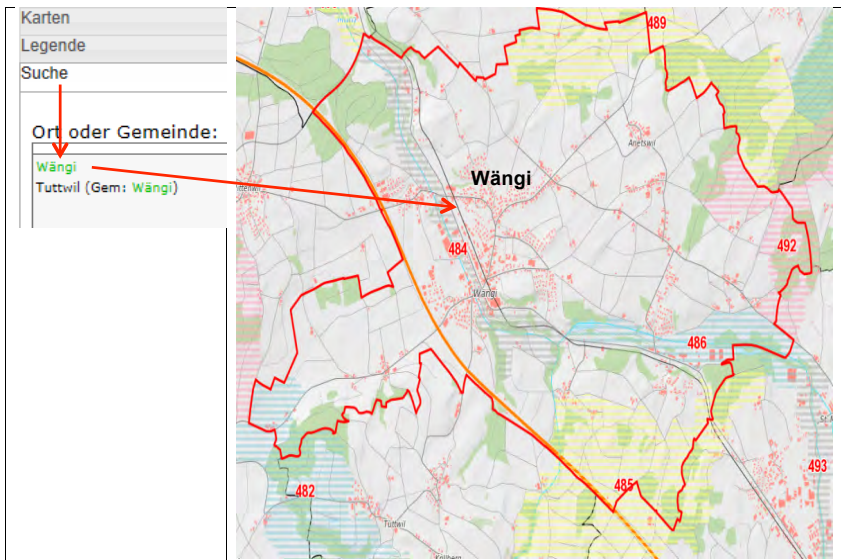 Karten
Legende
Suche
Ort oder Gemeinde:
Wängi
Tuttwil (Gem: Wängi)
489
Anetswil
Wängi
492
484
Wängi
486
493
485
482
Tuttwil